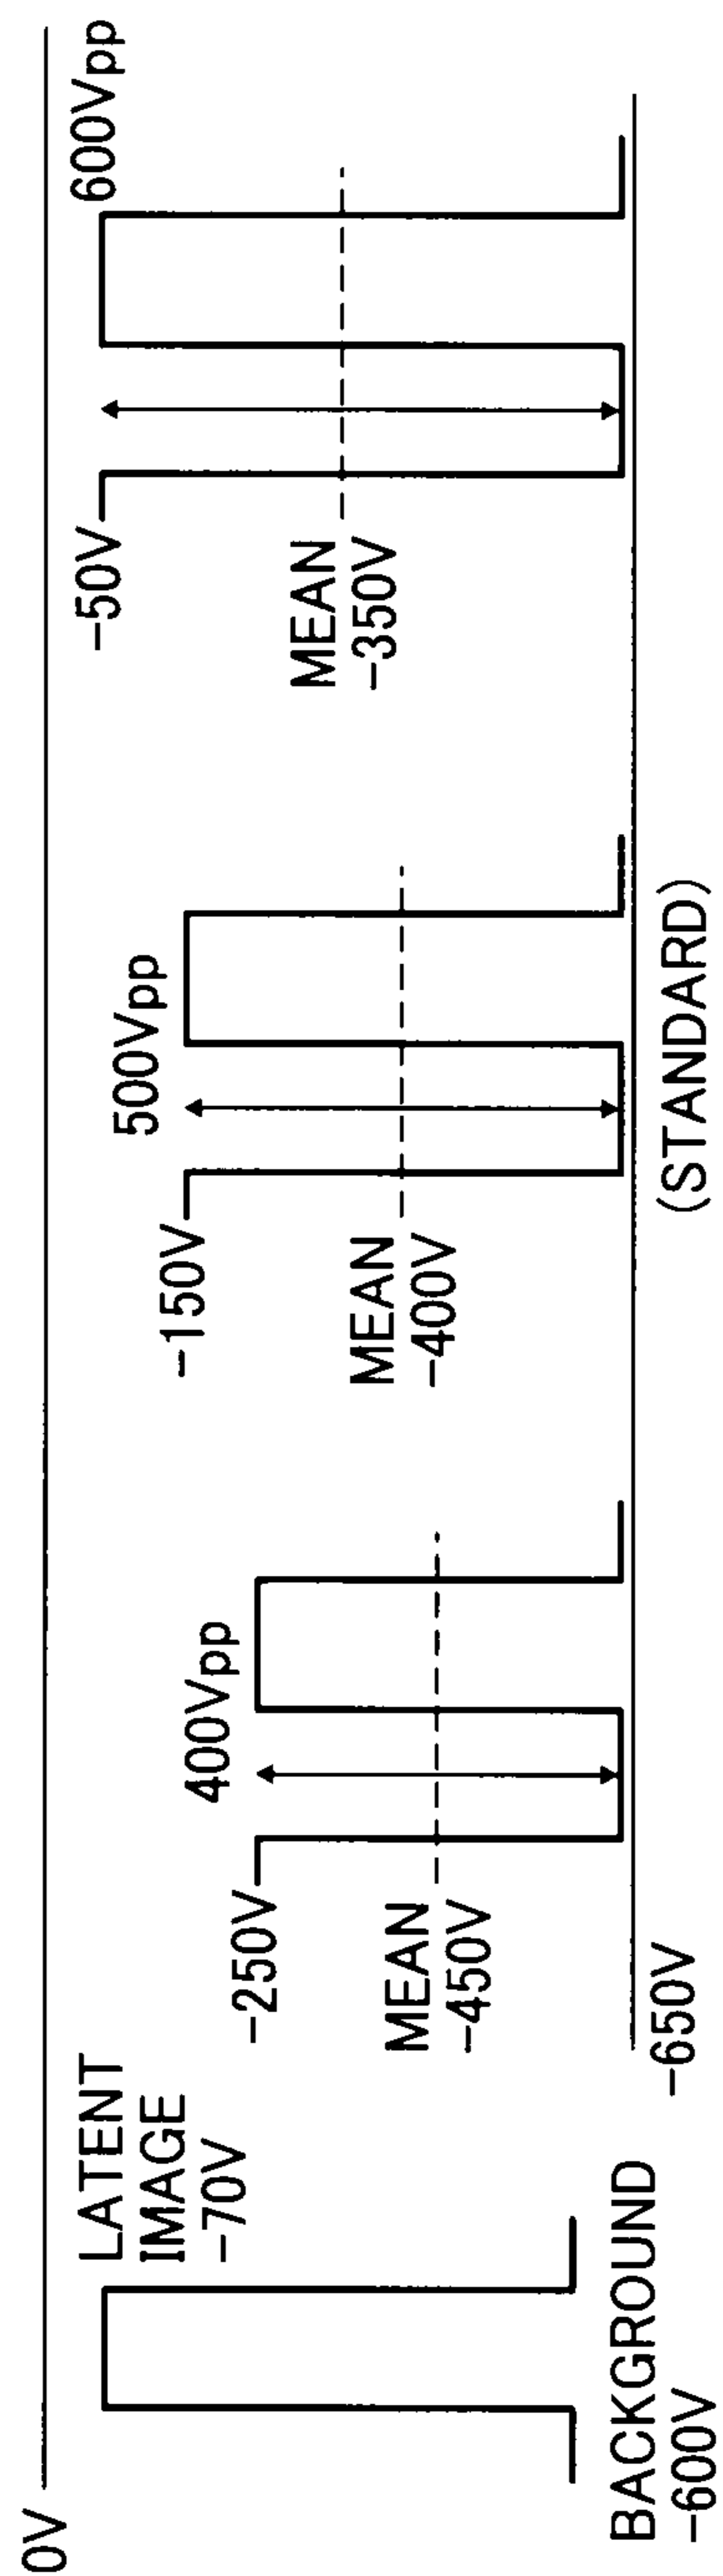 0V
LATENT
IMAGE
-70V
BACKGROUND
-600V
-250V
400Vpp
MEAN
-450V
-650V
-150V
500Vpp
MEAN
-400V
(STANDARD)
-50V
600Vpp
MEAN
-350V